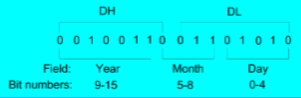 DH DL
0 0 1 0 0 1 1 0 0 1 1 0 1 0 1 0
Field: Year Month Day
Bit numbers: 9-15 5-8 0-4